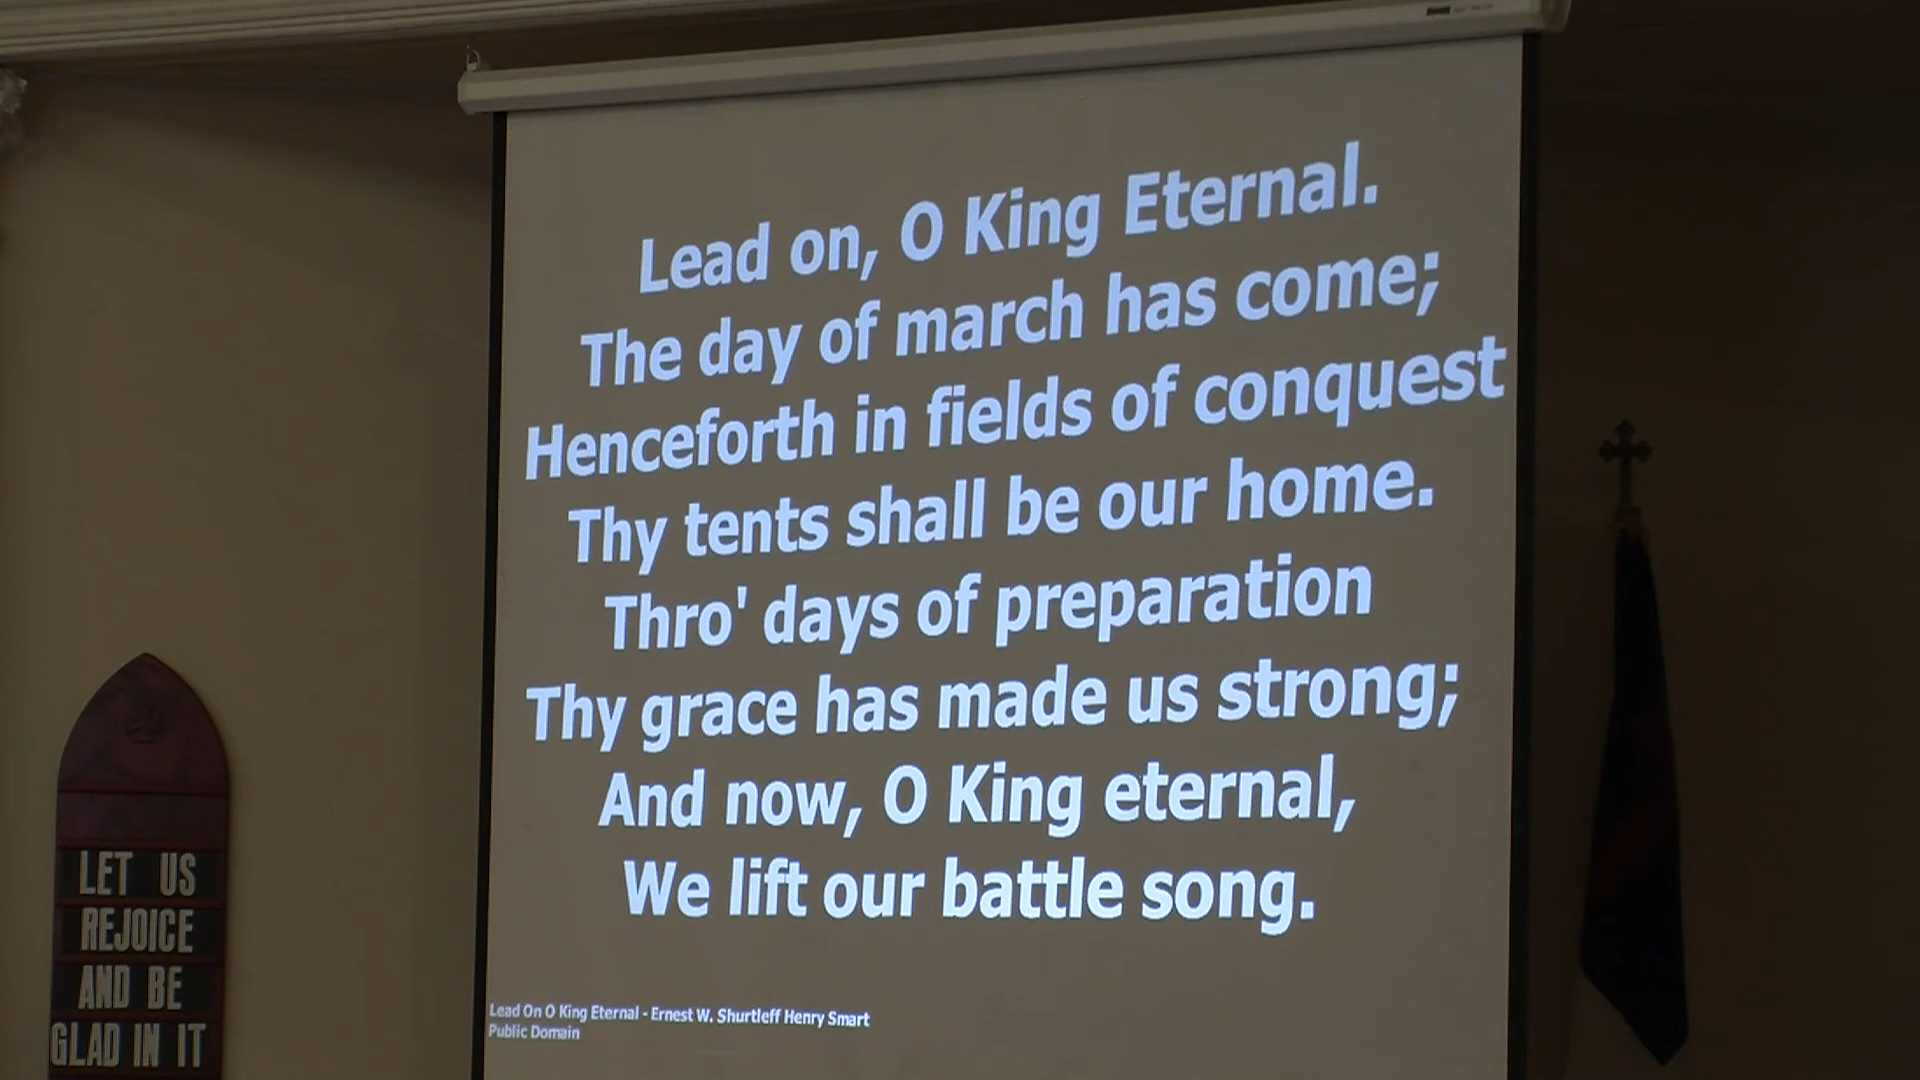 Lead on, O King Eternal.
The day of march has come;
Henceforth in fields of conquest
Thy tents shall be our home.
Thro' days of preparation
Thy grace has made us strong;
And now, O King eternal,
We lift our battle song.
Lead On O King Eternal - Ernest W. Shurtleff Henry Smart
Public Domain
LET US
REJOICE
AND BE
GLAD IN IT